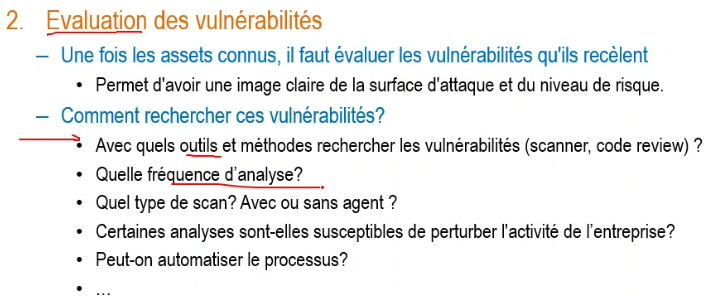 2. Evaluation des vulnérabilités
– Une fois les assets connus, il faut évaluer les vulnérabilités qu'ils recèlent
• Permet d'avoir une image claire de la surface d'attaque et du niveau de risque.
– Comment rechercher ces vulnérabilités?
• Avec quels outils et méthodes rechercher les vulnérabilités (scanner, code review) ?
• Quelle fréquence d'analyse?
• Quel type de scan? Avec ou sans agent ?
• Certaines analyses sont-elles susceptibles de perturber l'activité de l'entreprise?
• Peut-on automatiser le processus?
• ...